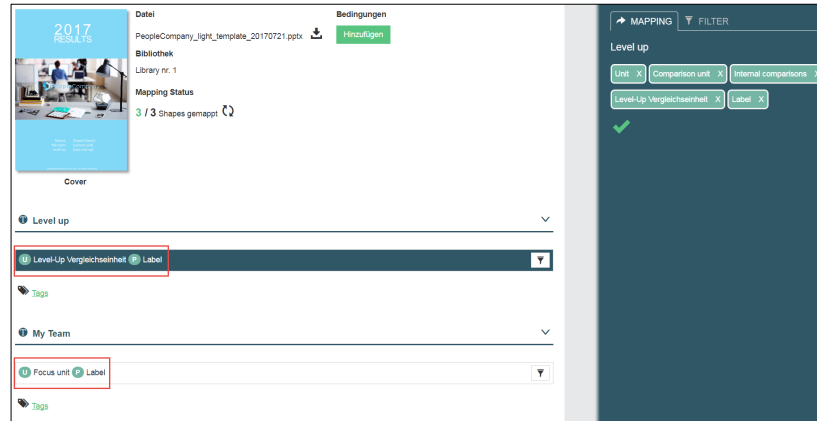 2017
RESULTS
Cover
Datei
PeopleCompany_light_template_20170721.pptx
Bibliothek
Library nr. 1
Mapping Status
3 / 3 Shapes gemappt
Bedingungen
Hinzufügen
Level up
U Level-Up Vergleichseinheit P Label
Tags
My Team
U Focus unit P Label
Tags
MAPPING FILTER
Level up
Unit X Comparison unit X Internal comparisons X
Level-Up Vergleichseinheit X Label X